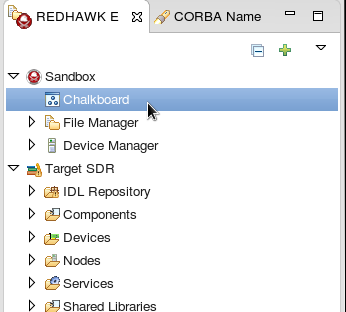 REDHAWK E
CORBA Name
Sandbox
Chalkboard
File Manager
Device Manager
Target SDR
IDL Repository
Components
Devices
Nodes
Services
Shared Libraries